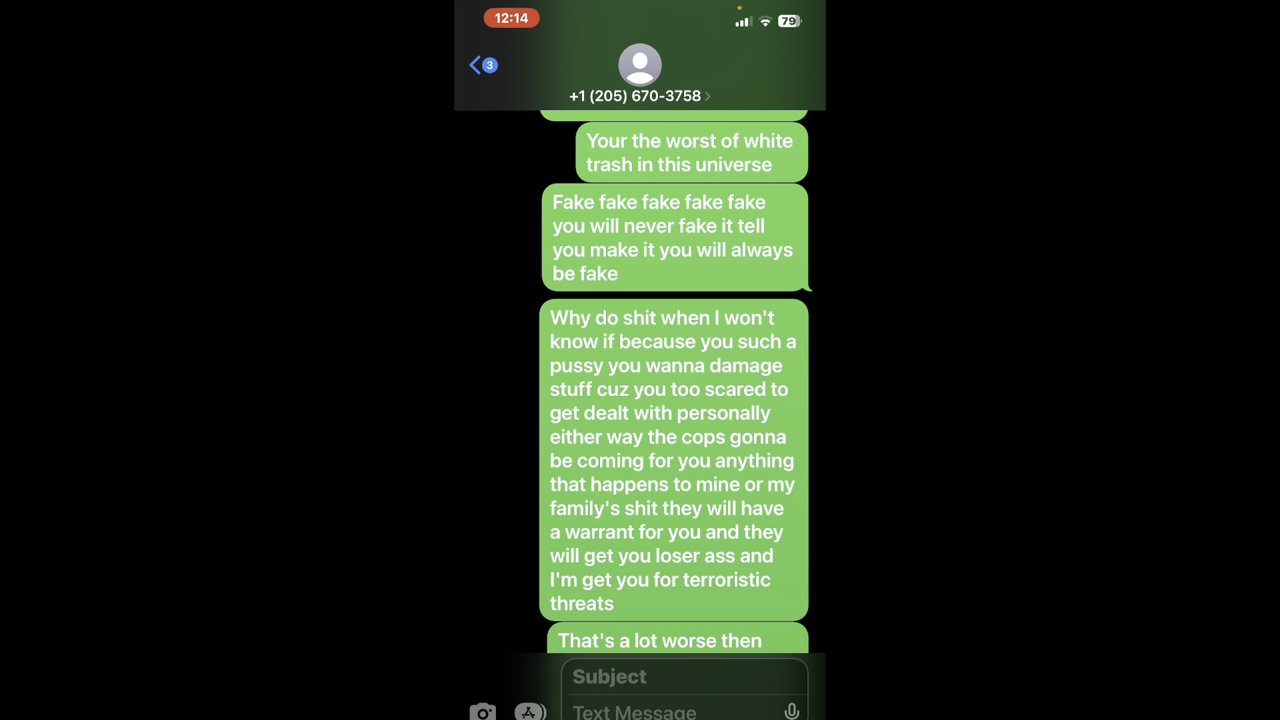 12:14
79
3
+1 (205) 670-3758
Your the worst of white
trash in this universe
Fake fake fake fake fake
you will never fake it tell
you make it you will always
be fake
Why do shit when I won't
know if because you such a
pussy you wanna damage
stuff cuz you too scared to
get dealt with personally
either way the cops gonna
be coming for you anything
that happens to mine or my
family's shit they will have
a warrant for you and they
will get you loser ass and
I'm get you for terroristic
threats
That's a lot worse then
Subject
Text Message